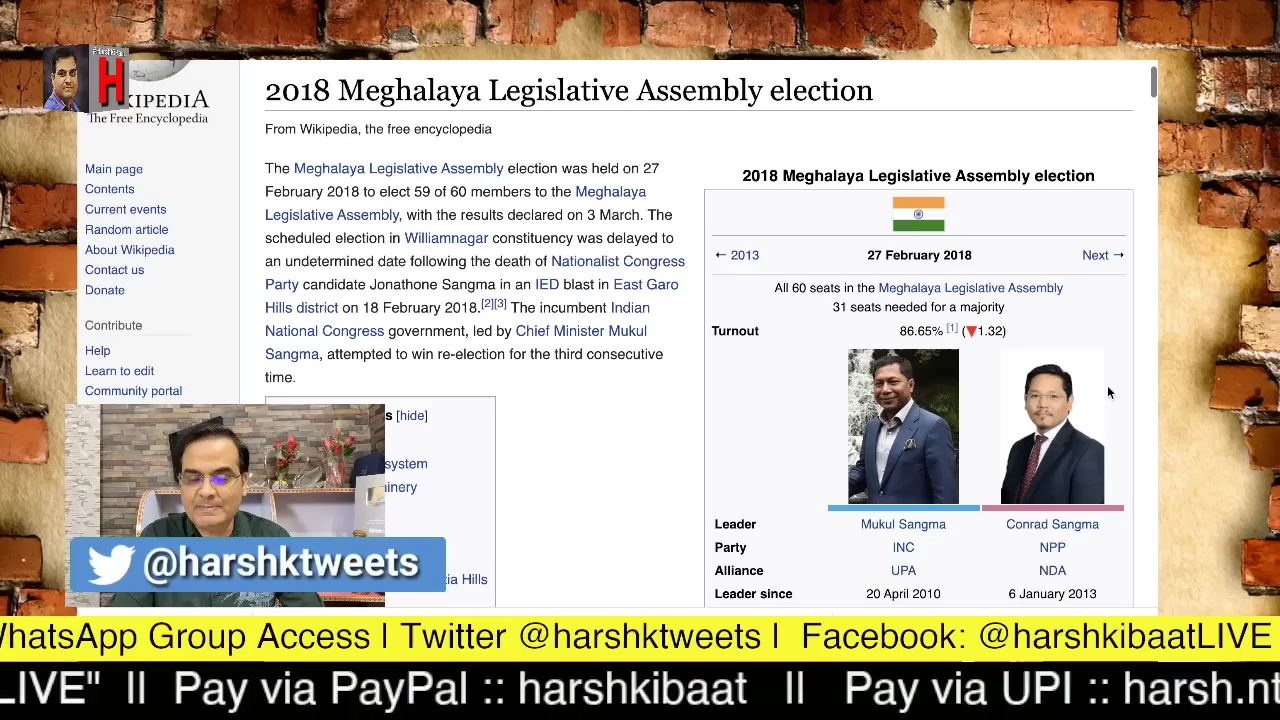 H
KIPEDIA
The Free Encyclopedia
Main page
Contents
Current events
Random article
About Wikipedia
Contact us
Donate
Contribute
Help
Learn to edit
Community portal
2018 Meghalaya Legislative Assembly election
From Wikipedia, the free encyclopedia
The Meghalaya Legislative Assembly election was held on 27
February 2018 to elect 59 of 60 members to the Meghalaya
Legislative Assembly, with the results declared on 3 March. The
scheduled election in Williamnagar constituency was delayed to
an undetermined date following the death of Nationalist Congress
Party candidate Jonathone Sangma in an IED blast in East Garo
Hills district on 18 February 2018.[2][3] The incumbent Indian
National Congress government, led by Chief Minister Mukul
Sangma, attempted to win re-election for the third consecutive
time.
s [hide]
system
inery
Hills
2018 Meghalaya Legislative Assembly election
← 2013 27 February 2018 Next →
All 60 seats in the Meghalaya Legislative Assembly
31 seats needed for a majority
Turnout 86.65% [1] (▼1.32)
Leader Mukul Sangma Conrad Sangma
Party INC NPP
Alliance UPA NDA
Leader since 20 April 2010 6 January 2013
@harshktweets
WhatsApp Group Access | Twitter @harshktweets | Facebook: @harshkibaatLIVE
LIVE" || Pay via PayPal :: harshkibaat || Pay via UPI :: harsh.nt